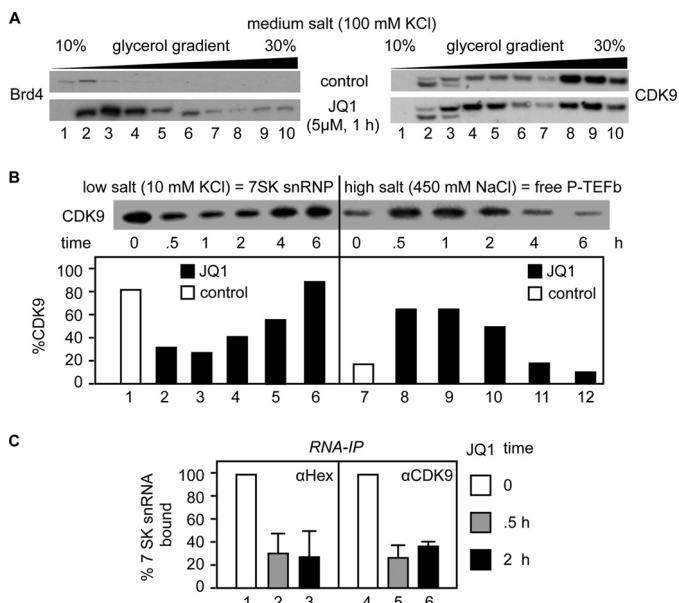 A
medium salt (100 mM KCl)
10% glycerol gradient 30%
10% glycerol gradient 30%
Brd4
control
JQ1
(5µM, 1 h)
CDK9
1 2 3 4 5 6 7 8 9 10
1 2 3 4 5 6 7 8 9 10
B
low salt (10 mM KCl) = 7SK snRNP
high salt (450 mM NaCl) = free P-TEFb
CDK9
time 0 .5 1 2 4 6 0 .5 1 2 4 6 h
%CDK9
100
80
60
40
20
0
JQ1
control
JQ1
control
1 2 3 4 5 6 7 8 9 10 11 12
C
RNA-IP
% 7 SK snRNA
bound
100
80
60
40
20
0
αHex
αCDK9
1 2 3 4 5 6
JQ1 time
0
.5 h
2 h